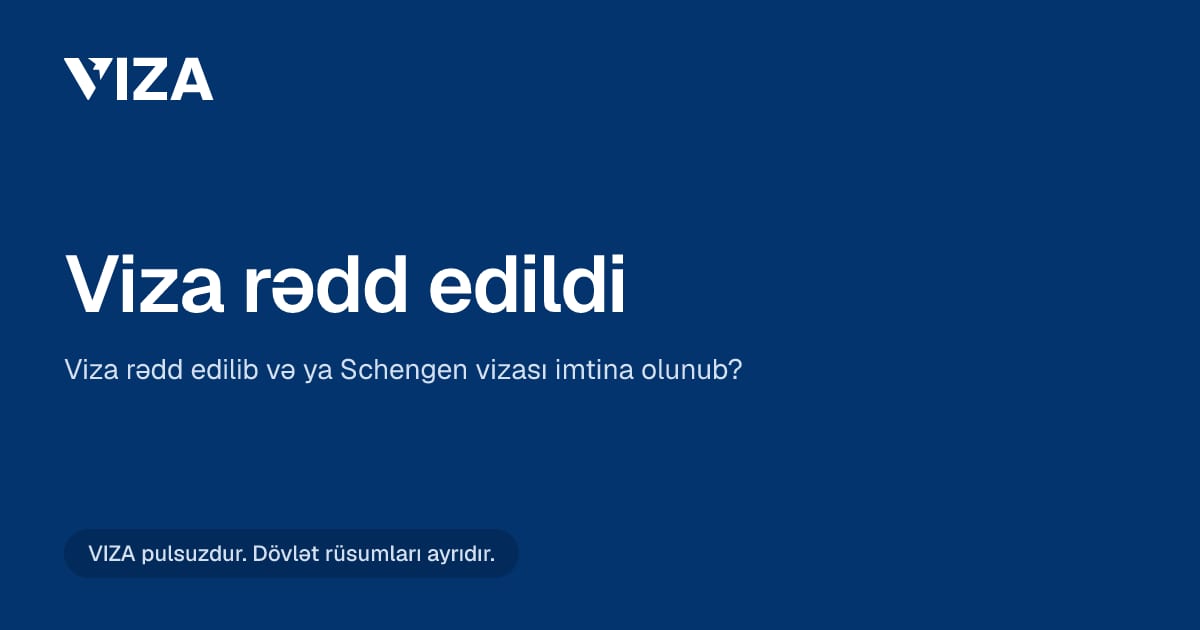 VIZA
Viza rədd edildi
Viza rədd edilib və ya Schengen vizası imtina olunub?
VIZA pulsuzdur. Dövlət rüsumları ayrıdır.